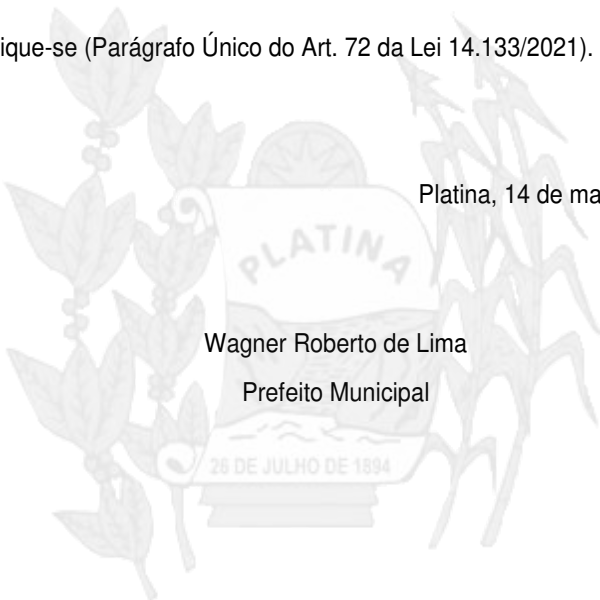 ique-se (Parágrafo Único do Art. 72 da Lei 14.133/2021).
Platina, 14 de ma
PLATINA
Wagner Roberto de Lima
Prefeito Municipal
26 DE JULHO DE 1894